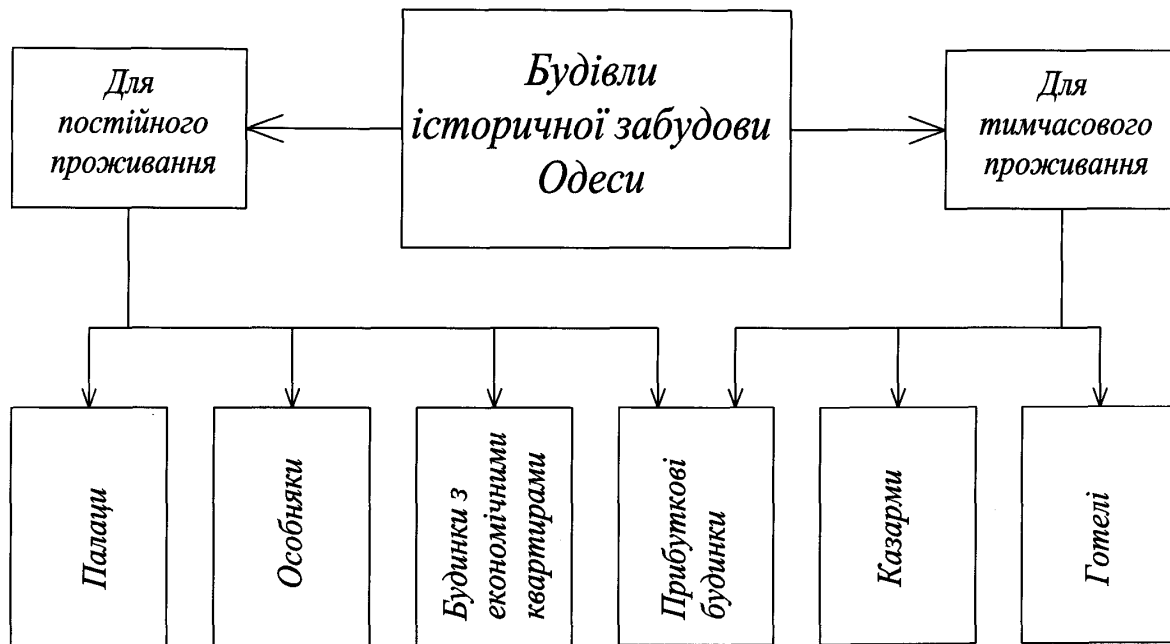 Для
постійного
проживання
Будівли
історичної забудови
Одеси
Для
тимчасового
проживання
Палаци
Особняки
Будинки з
економічними
квартирами
Прибуткові
будинки
Казарми
Готелі